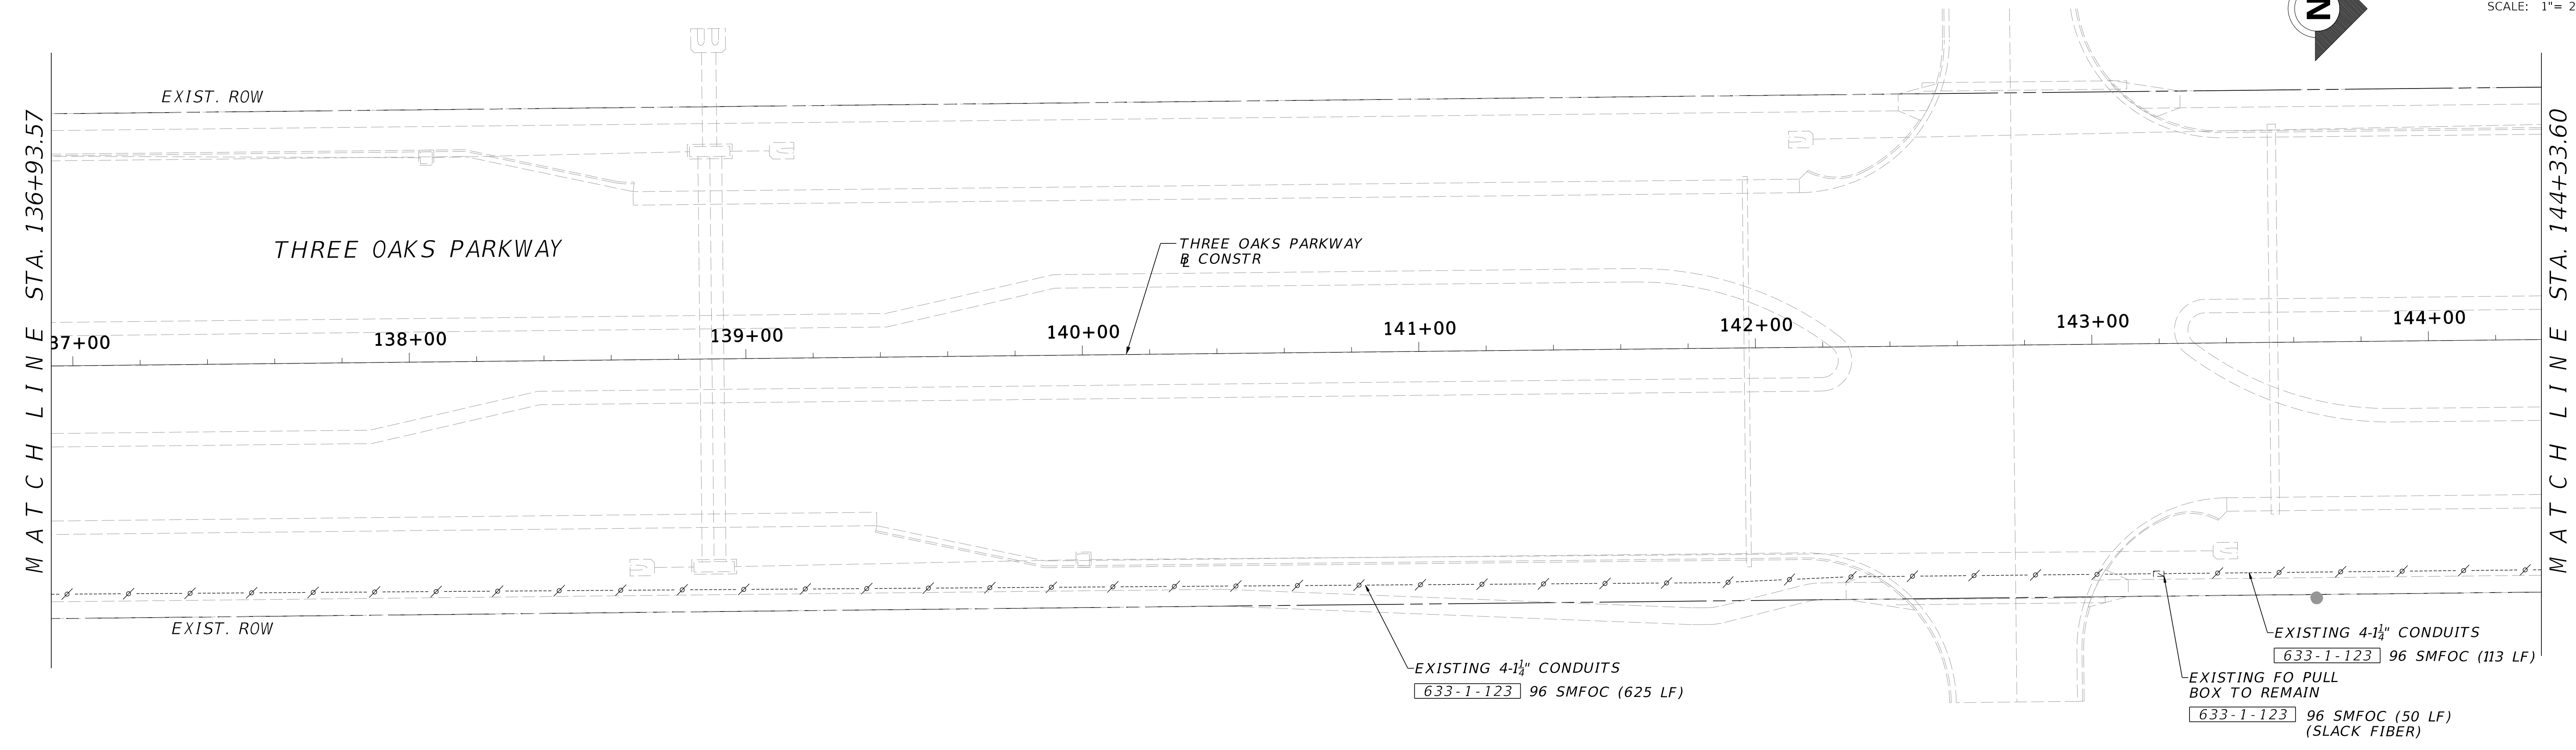 N
SCALE: 1"= 2
EXIST. ROW
MATCH LINE STA. 136+93.57
MATCH LINE STA. 144+33.60
THREE OAKS PARKWAY
THREE OAKS PARKWAY
BL CONSTR
37+00 138+00 139+00 140+00 141+00 142+00 143+00 144+00
EXIST. ROW
EXISTING 4-1¼" CONDUITS
633-1-123 96 SMFOC (625 LF)
EXISTING 4-1¼" CONDUITS
633-1-123 96 SMFOC (113 LF)
EXISTING FO PULL
BOX TO REMAIN
633-1-123 96 SMFOC (50 LF)
(SLACK FIBER)